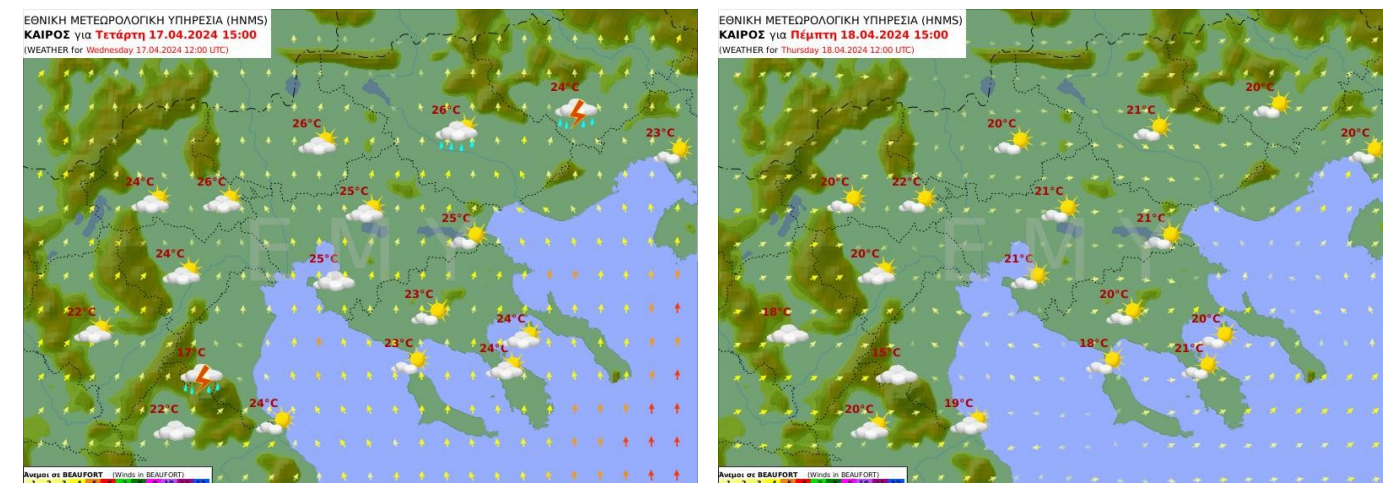 ΕΘΝΙΚΗ ΜΕΤΕΩΡΟΛΟΓΙΚΗ ΥΠΗΡΕΣΙΑ (HNMS)
ΚΑΙΡΟΣ για Τετάρτη 17.04.2024 15:00
(WEATHER for Wednesday 17.04.2024 12:00 UTC)
24°C
26°C
26°C
23°C
24°C
26°C
25°C
25°C
24°C
25°C
EMY
23°C
22°C
24°C
17°C
23°C
24°C
22°C
24°C
Άνεμοι σε BEAUFORT (Winds in BEAUFORT)
ΕΘΝΙΚΗ ΜΕΤΕΩΡΟΛΟΓΙΚΗ ΥΠΗΡΕΣΙΑ (HNMS)
ΚΑΙΡΟΣ για Πέμπτη 18.04.2024 15:00
(WEATHER for Thursday 18.04.2024 12:00 UTC)
20°C
21°C
20°C
20°C
20°C
22°C
21°C
21°C
20°C
21°C
EMY
20°C
18°C
20°C
15°C
18°C
21°C
20°C
19°C
Άνεμοι σε BEAUFORT (Winds in BEAUFORT)